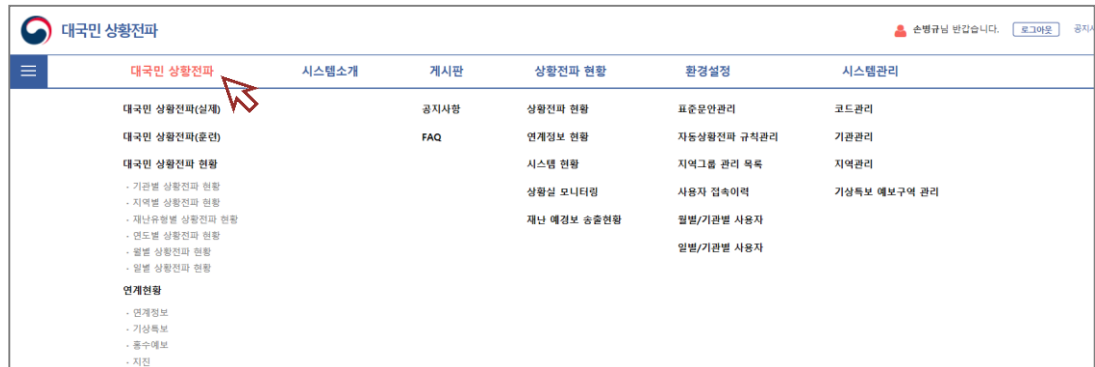 대국민 상황전파
손병규님 반갑습니다. 로그아웃 공지사
대국민 상황전파 시스템소개 게시판 상황전파 현황 환경설정 시스템관리
대국민 상황전파(실제) 공지사항 상황전파 현황 표준문안관리 코드관리
대국민 상황전파(훈련) FAQ 연계정보 현황 자동상황전파 규칙관리 기관관리
대국민 상황전파 현황 시스템 현황 지역그룹 관리 목록 지역관리
· 기관별 상황전파 현황 상황실 모니터링 사용자 접속이력 기상특보 예보구역 관리
· 지역별 상황전파 현황
· 재난유형별 상황전파 현황 재난 예경보 송출현황 월별/기관별 사용자
· 연도별 상황전파 현황
· 월별 상황전파 현황 일별/기관별 사용자
· 일별 상황전파 현황
연계현황
· 연계정보
· 기상특보
· 홍수예보
· 지진